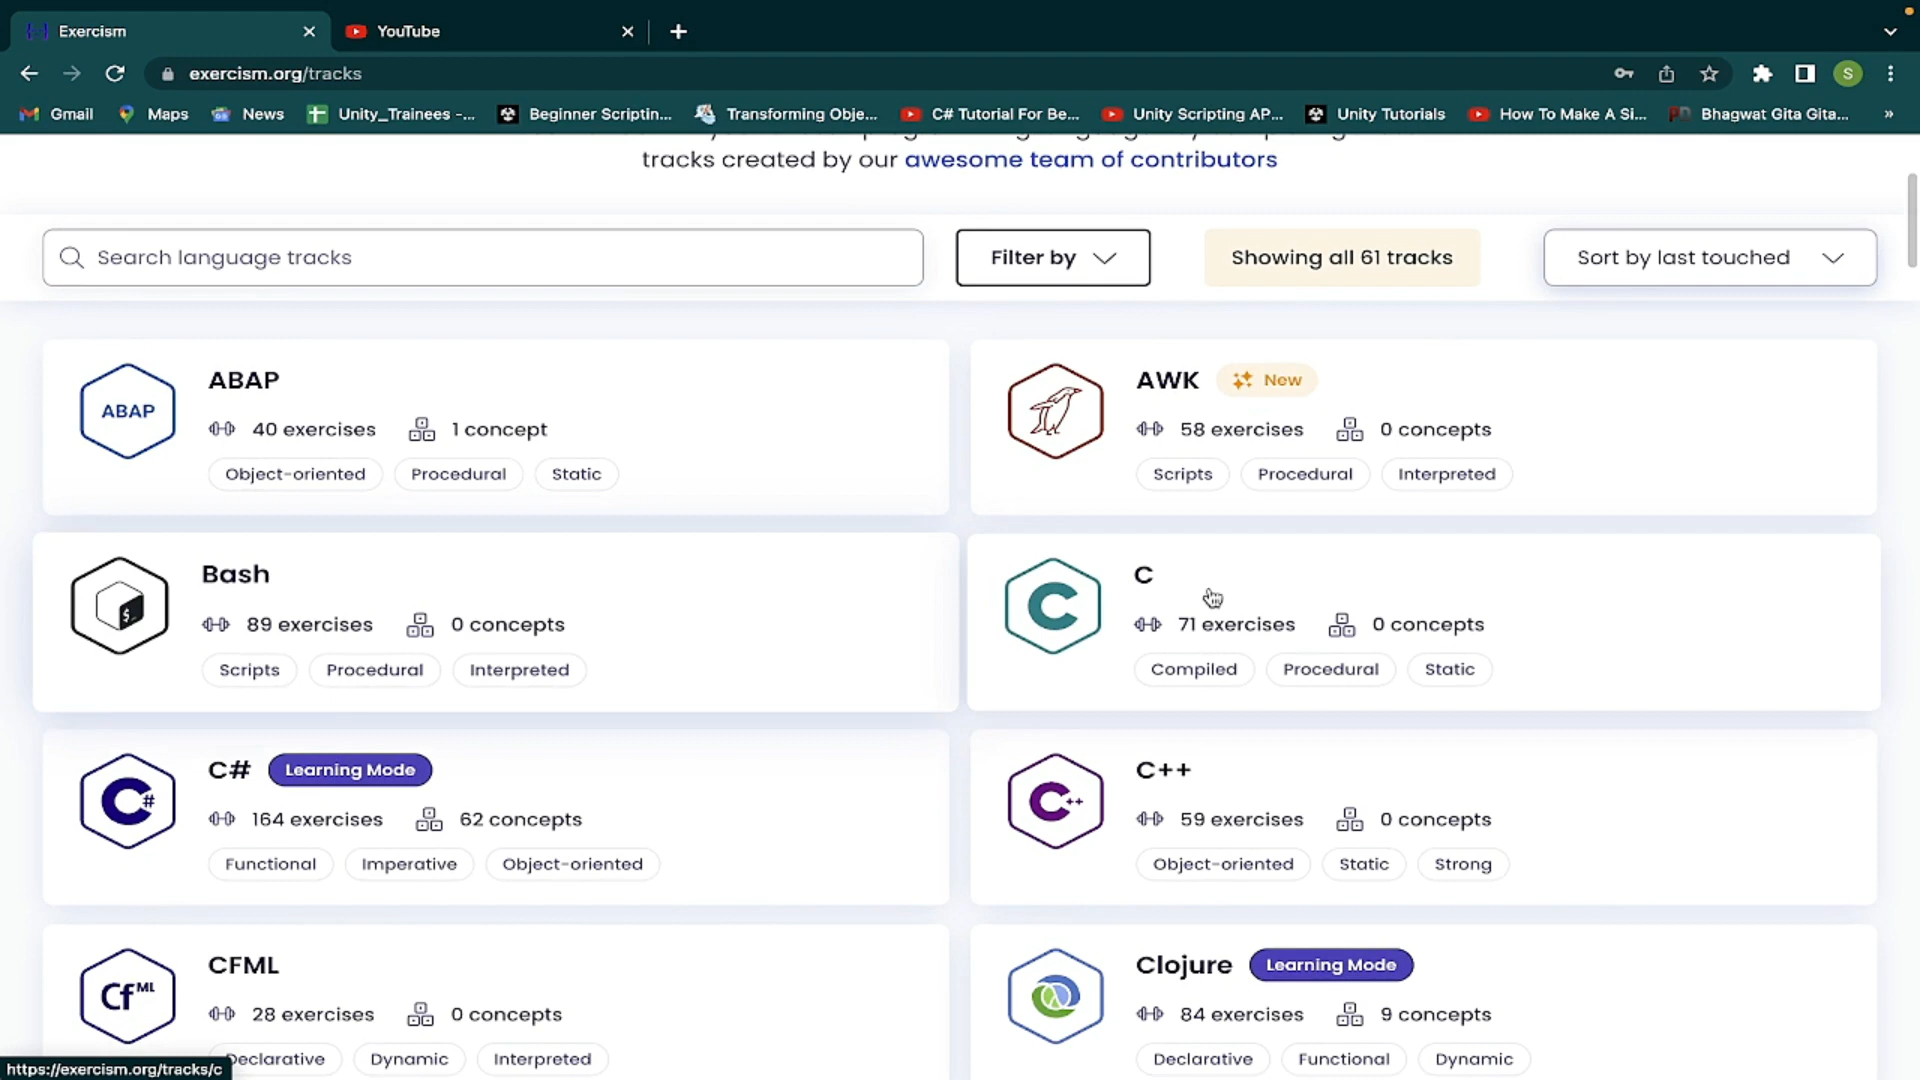 Exercism
YouTube
exercism.org/tracks
S
Gmail
Maps
News
Unity_Trainees -...
Beginner Scriptin...
Transforming Obje...
C# Tutorial For Be...
Unity Scripting AP...
Unity Tutorials
How To Make A Si...
Bhagwat Gita Gita...
»
tracks created by our awesome team of contributors
Search language tracks
Filter by
Showing all 61 tracks
Sort by last touched
ABAP
ABAP
40 exercises
1 concept
Object-oriented
Procedural
Static
AWK
New
58 exercises
0 concepts
Scripts
Procedural
Interpreted
$_
Bash
89 exercises
0 concepts
Scripts
Procedural
Interpreted
C
C
71 exercises
0 concepts
Compiled
Procedural
Static
C#
C#
Learning Mode
164 exercises
62 concepts
Functional
Imperative
Object-oriented
C++
C++
59 exercises
0 concepts
Object-oriented
Static
Strong
Cf ML
CFML
28 exercises
0 concepts
Declarative
Dynamic
Interpreted
Clojure
Learning Mode
84 exercises
9 concepts
Declarative
Functional
Dynamic
https://exercism.org/tracks/c